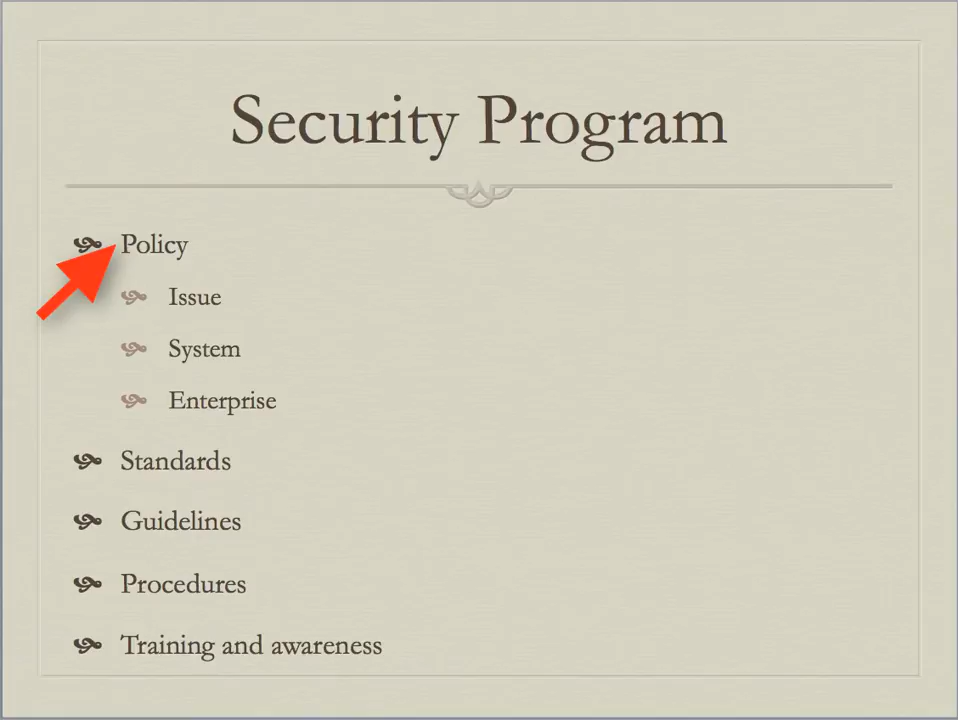 Security Program
Policy
Issue
System
Enterprise
Standards
Guidelines
Procedures
Training and awareness